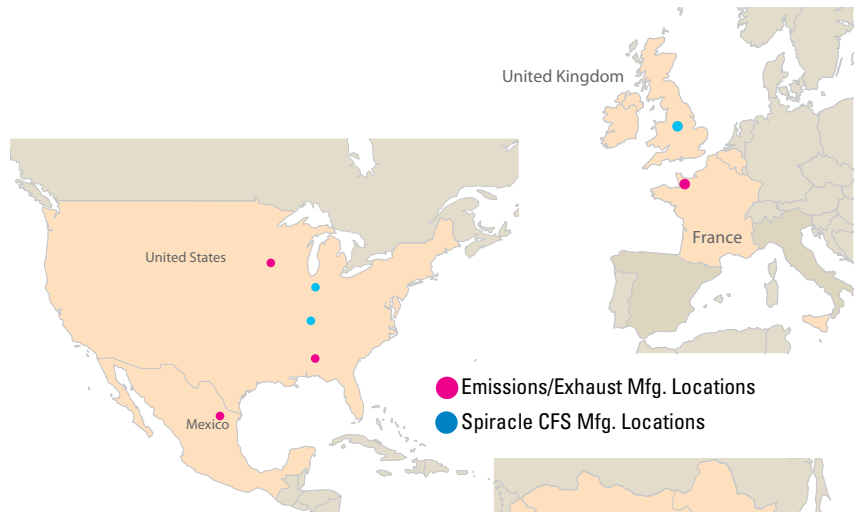 United Kingdom
United States
France
Mexico
Emissions/Exhaust Mfg. Locations
Spiracle CFS Mfg. Locations